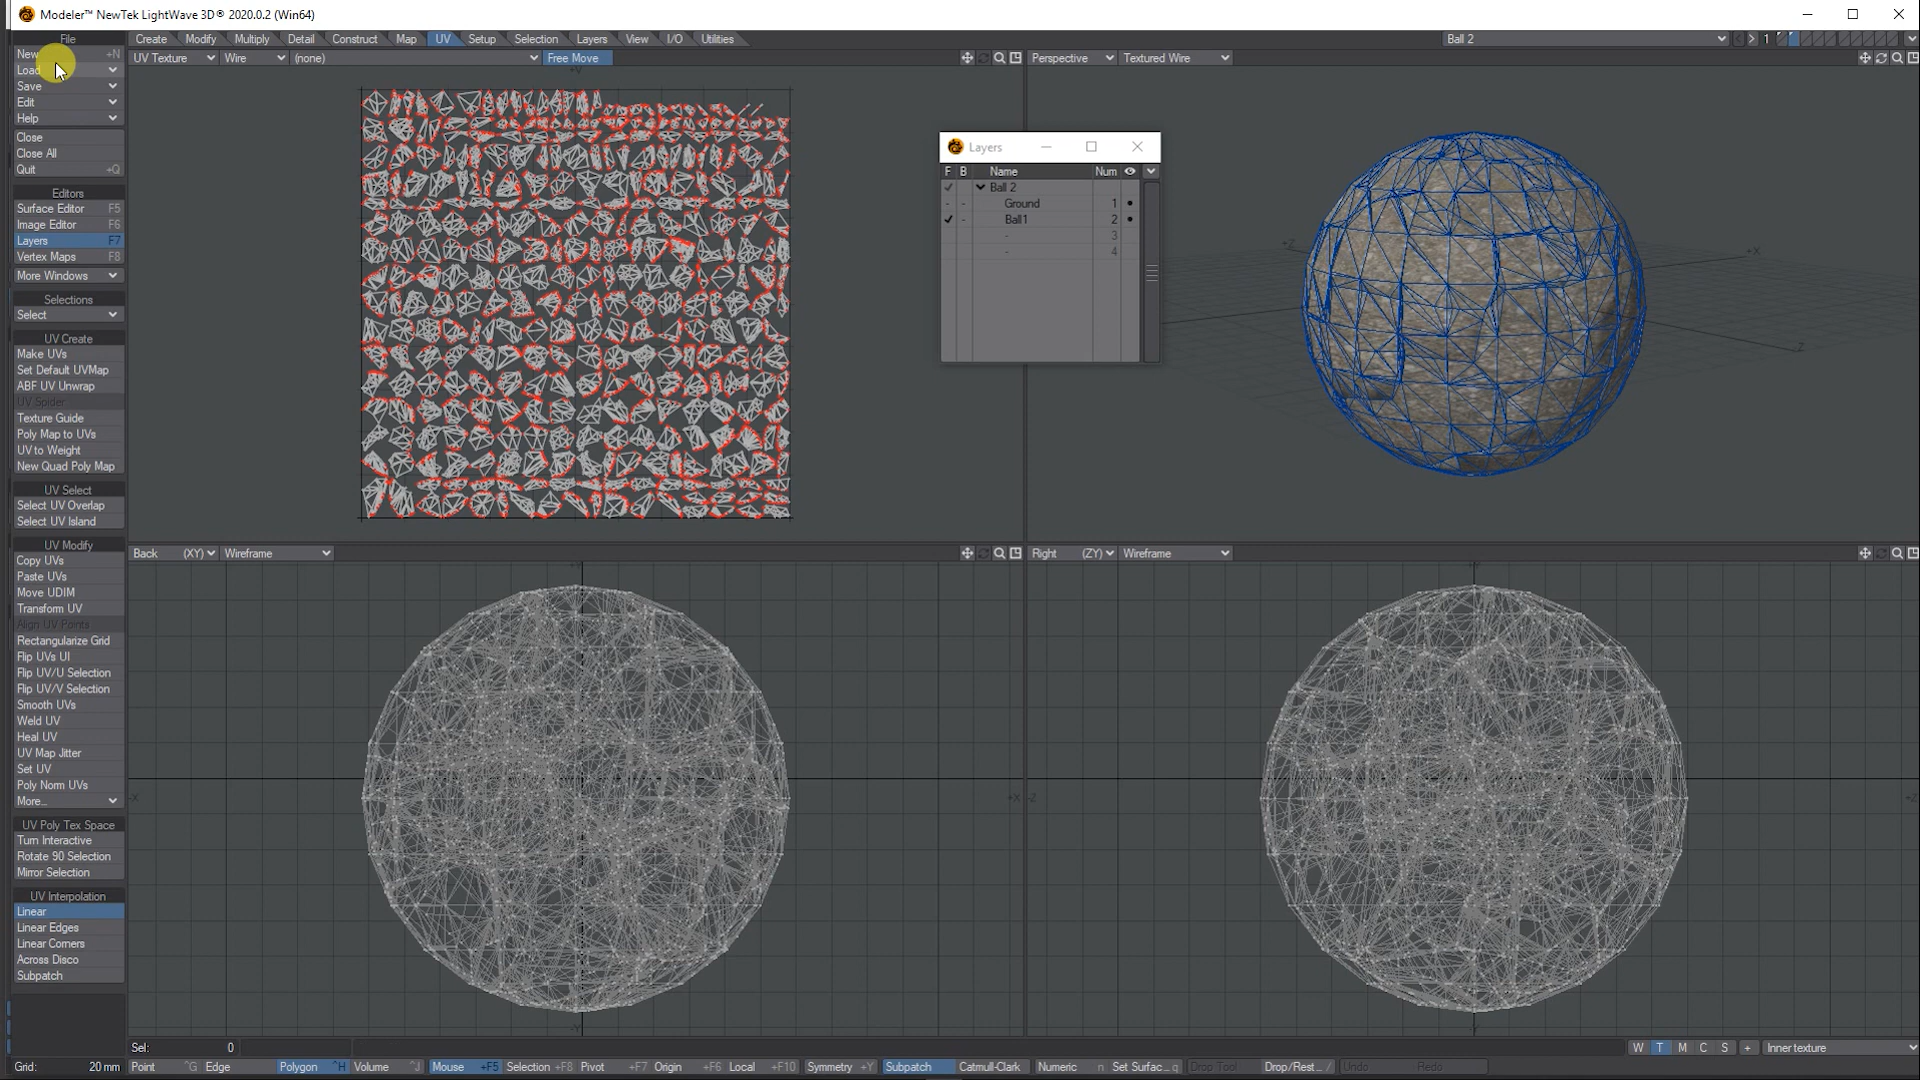 Modeler™ NewTek LightWave 3D® 2020.0.2 (Win64)
File Create Modify Multiply Detail Construct Map UV Setup Selection Layers View I/O Utilities Ball 2 1
New +N
UV Texture Wire (none) Free Move Perspective Textured Wire
Load
Save
Edit
Help
Close
Close All
Quit +Q
Editors
Surface Editor F5
Image Editor F6
Layers F7
Vertex Maps F8
More Windows
Selections
Select
UV Create
Make UVs
Set Default UVMap
ABF UV Unwrap
UV Spider
Texture Guide
Poly Map to UVs
UV to Weight
New Quad Poly Map
UV Select
Select UV Overlap
Select UV Island
UV Modify
Copy UVs
Paste UVs
Move UDIM
Transform UV
Align UV Points
Rectangularize Grid
Flip UVs UI
Flip UV/U Selection
Flip UV/V Selection
Smooth UVs
Weld UV
Heal UV
UV Map Jitter
Set UV
Poly Norm UVs
More...
UV Poly Tex Space
Turn Interactive
Rotate 90 Selection
Mirror Selection
UV Interpolation
Linear
Linear Edges
Linear Corners
Across Disco
Subpatch
Layers
F B Name Num
Ball 2
Ground 1
Ball1 2
- 3
- 4
Back (XY) Wireframe Right (ZY) Wireframe
Sel: 0 W T M C S + Inner texture
Grid: 20 mm Point ^G Edge Polygon ^H Volume ^J Mouse +F5 Selection +F8 Pivot +F7 Origin +F6 Local +F10 Symmetry +Y Subpatch Catmull-Clark Numeric n Set Surfac... q Drop Tool Drop/Rest... / Undo Redo